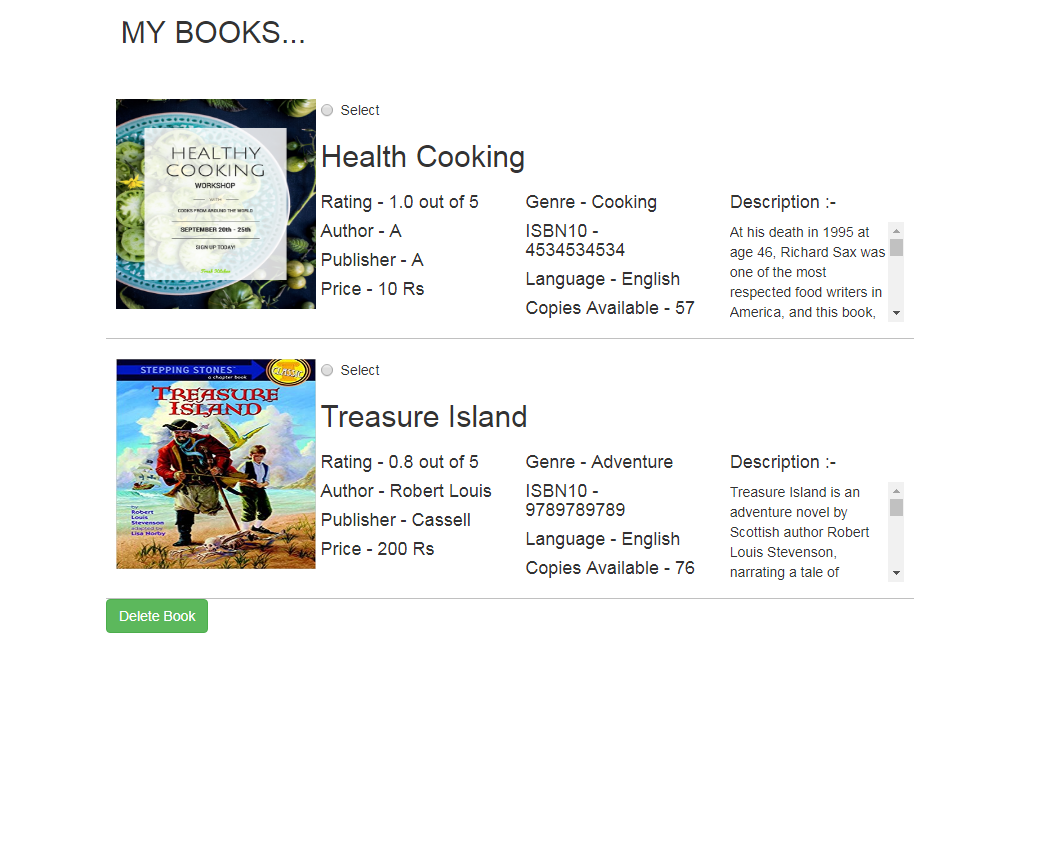 MY BOOKS...
Select
HEALTHY
COOKING
WORKSHOP
WITH
COOKS FROM AROUND THE WORLD
SEPTEMBER 20th - 25th
SIGN UP TODAY!
Health Cooking
Rating - 1.0 out of 5
Author - A
Publisher - A
Price - 10 Rs
Genre - Cooking
ISBN10 -
4534534534
Language - English
Copies Available - 57
Description :-
At his death in 1995 at
age 46, Richard Sax was
one of the most
respected food writers in
America, and this book,
Select
STEPPING STONES™
a chapter book
CLASSIC
TREASURE
ISLAND
by
Robert
Louis
Stevenson
adapted by
Lisa Norby
Treasure Island
Rating - 0.8 out of 5
Author - Robert Louis
Publisher - Cassell
Price - 200 Rs
Genre - Adventure
ISBN10 -
9789789789
Language - English
Copies Available - 76
Description :-
Treasure Island is an
adventure novel by
Scottish author Robert
Louis Stevenson,
narrating a tale of
Delete Book